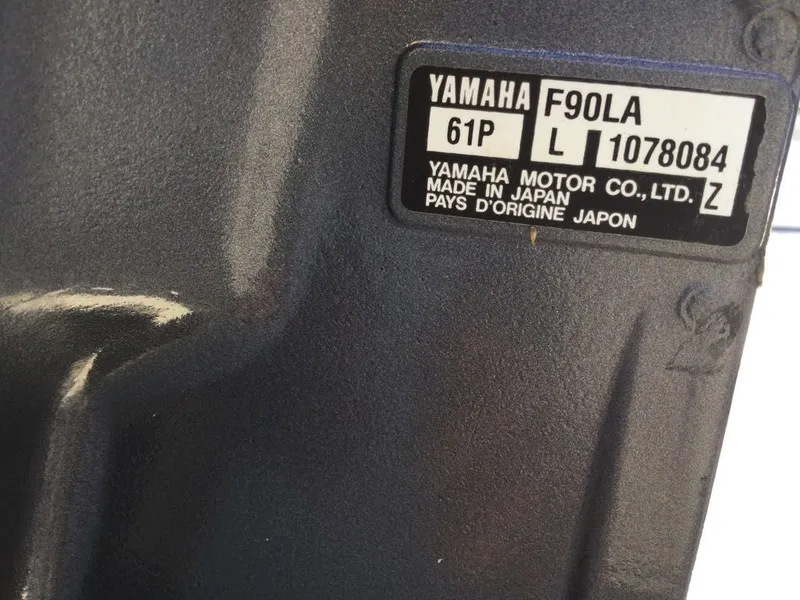 YAMAHA F90LA
61P L 1078084
YAMAHA MOTOR CO., LTD. Z
MADE IN JAPAN
PAYS D'ORIGINE JAPON